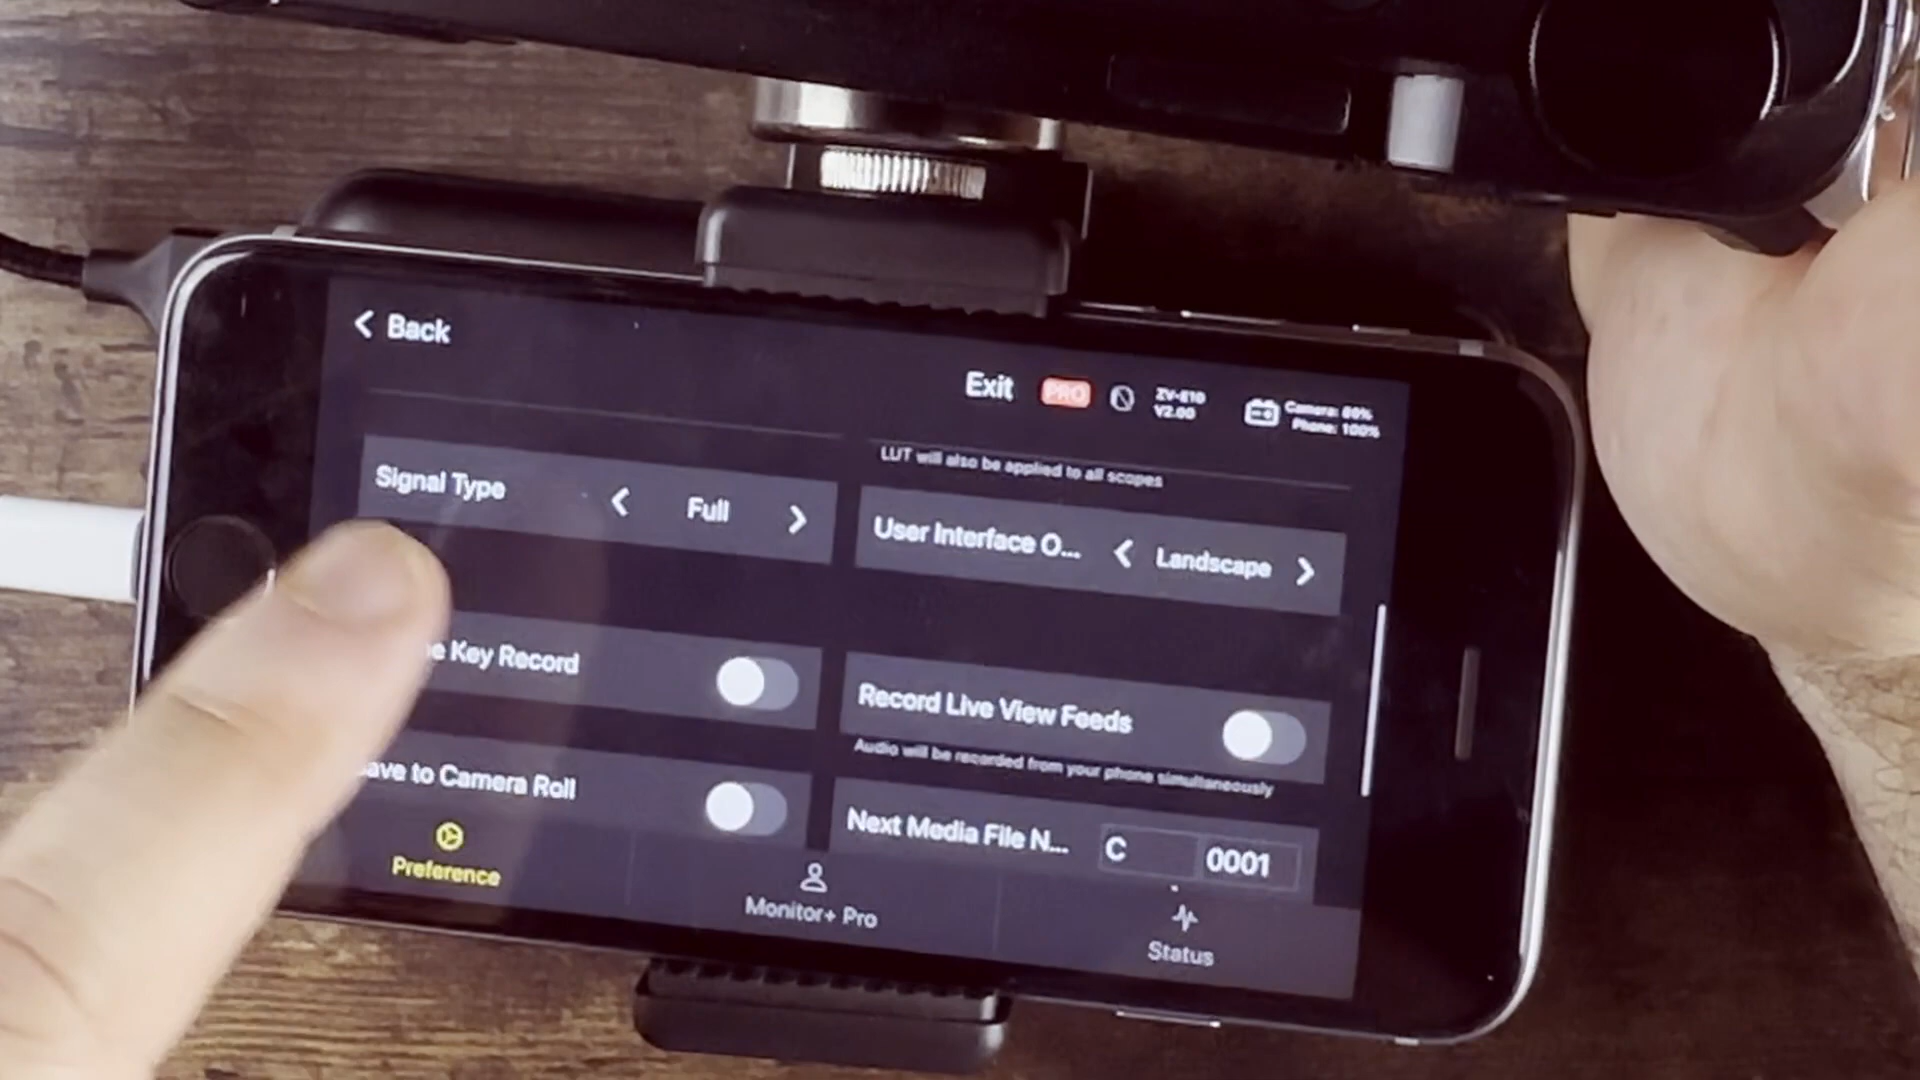 Back
Exit
PRO
ZV-E10
V2.00
Camera: 89%
Phone: 100%
LUT will also be applied to all scopes
Signal Type
Full
User Interface O...
Landscape
e Key Record
Record Live View Feeds
Audio will be recorded from your phone simultaneously
ave to Camera Roll
Next Media File N...
C
0001
Preference
Monitor+ Pro
Status